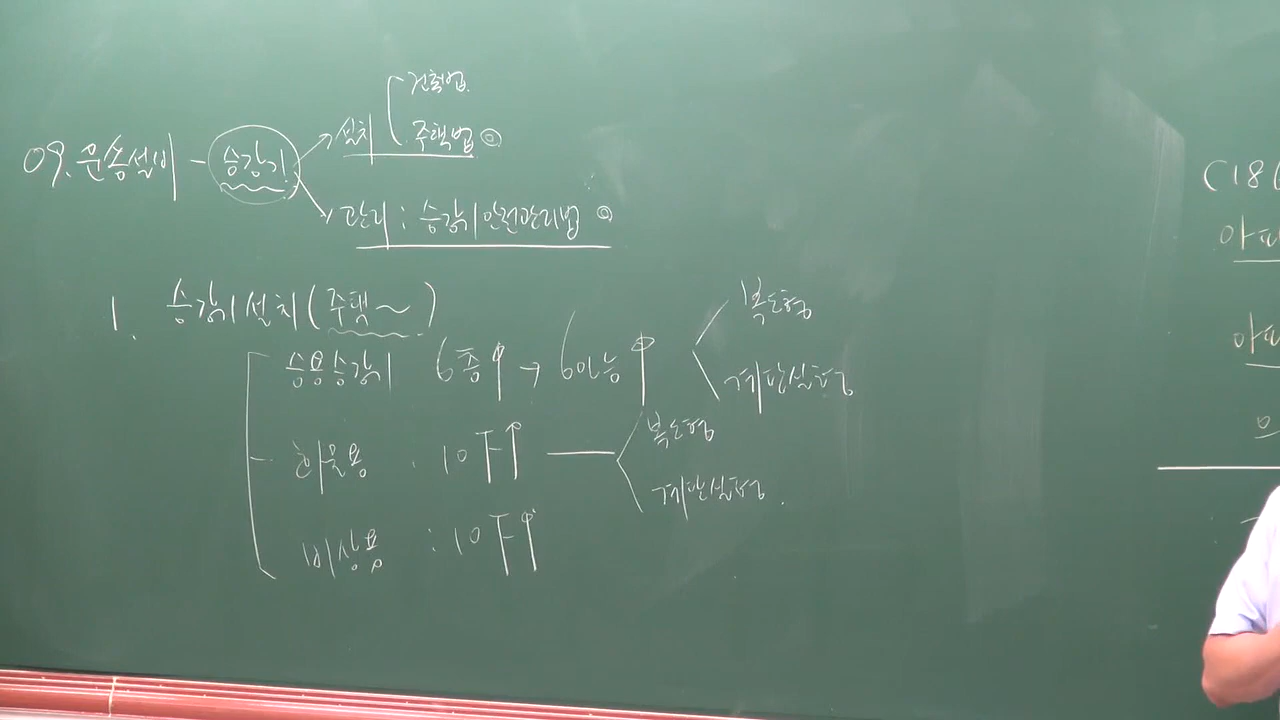 건축법
설치 주택법 ◎
09. 운송설비 - 승강기
관리 : 승강기안전관리법 ◎
1. 승강기설치(주택~)
승용승강기 6층↑ → 6인승↑
복도형
계단실형
화물용 : 10F↑
복도형
계단실형.
비상용 : 10F↑
(18
아파
아파